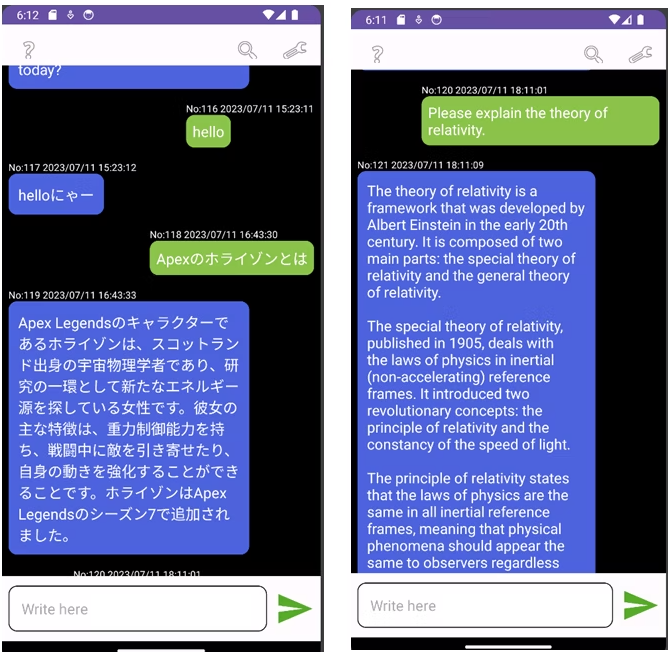 6:12
today?
No:116 2023/07/11 15:23:11
hello
No:117 2023/07/11 15:23:12
helloにゃー
No:118 2023/07/11 16:43:30
Apexのホライゾンとは
No:119 2023/07/11 16:43:33
Apex Legendsのキャラクターで
あるホライゾンは、スコットラン
ド出身の宇宙物理学者であり、研
究の一環として新たなエネルギー
源を探している女性です。彼女の
主な特徴は、重力制御能力を持
ち、戦闘中に敵を引き寄せたり、
自身の動きを強化することができ
ることです。ホライゾンはApex
Legendsのシーズン7で追加され
ました。
No:120 2023/07/11 18:11:01
Write here
6:11
No:120 2023/07/11 18:11:01
Please explain the theory of
relativity.
No:121 2023/07/11 18:11:09
The theory of relativity is a
framework that was developed by
Albert Einstein in the early 20th
century. It is composed of two
main parts: the special theory of
relativity and the general theory
of relativity.
The special theory of relativity,
published in 1905, deals with
the laws of physics in inertial
(non-accelerating) reference
frames. It introduced two
revolutionary concepts: the
principle of relativity and the
constancy of the speed of light.
The principle of relativity states
that the laws of physics are the
same in all inertial reference
frames, meaning that physical
phenomena should appear the
same to observers regardless
Write here